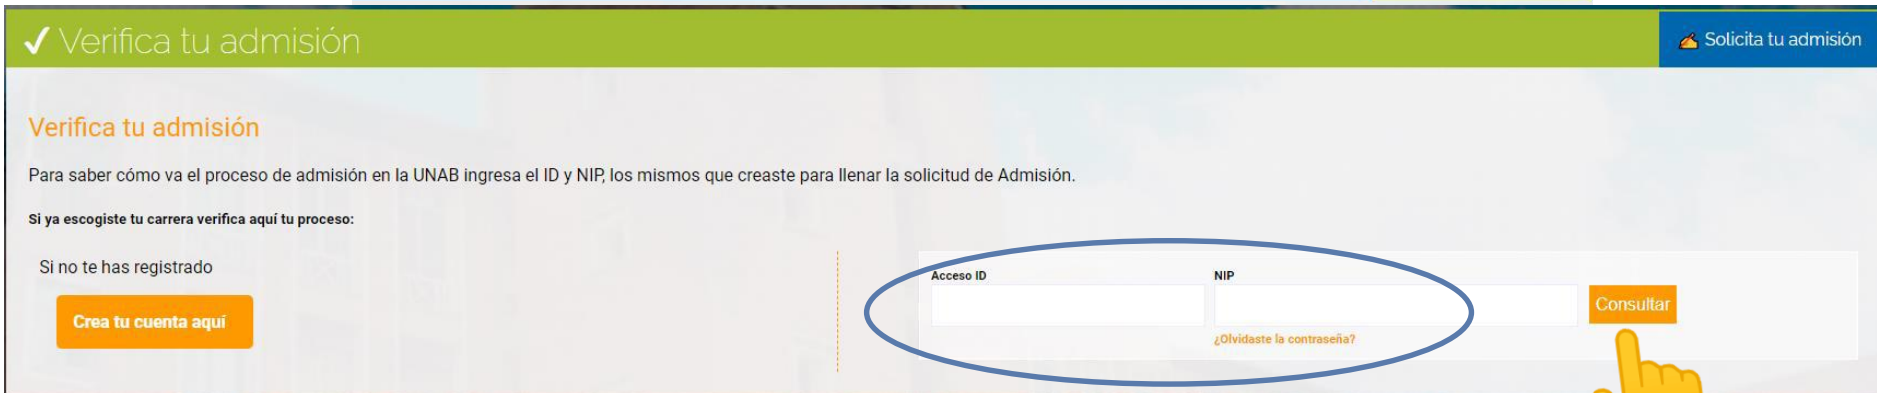 Verifica tu admisión
Solicita tu admisión
Verifica tu admisión
Para saber cómo va el proceso de admisión en la UNAB ingresa el ID y NIP, los mismos que creaste para llenar la solicitud de Admisión.
Si ya escogiste tu carrera verifica aquí tu proceso:
Si no te has registrado
Crea tu cuenta aquí
Acceso ID
NIP
Consultar
¿Olvidaste la contraseña?